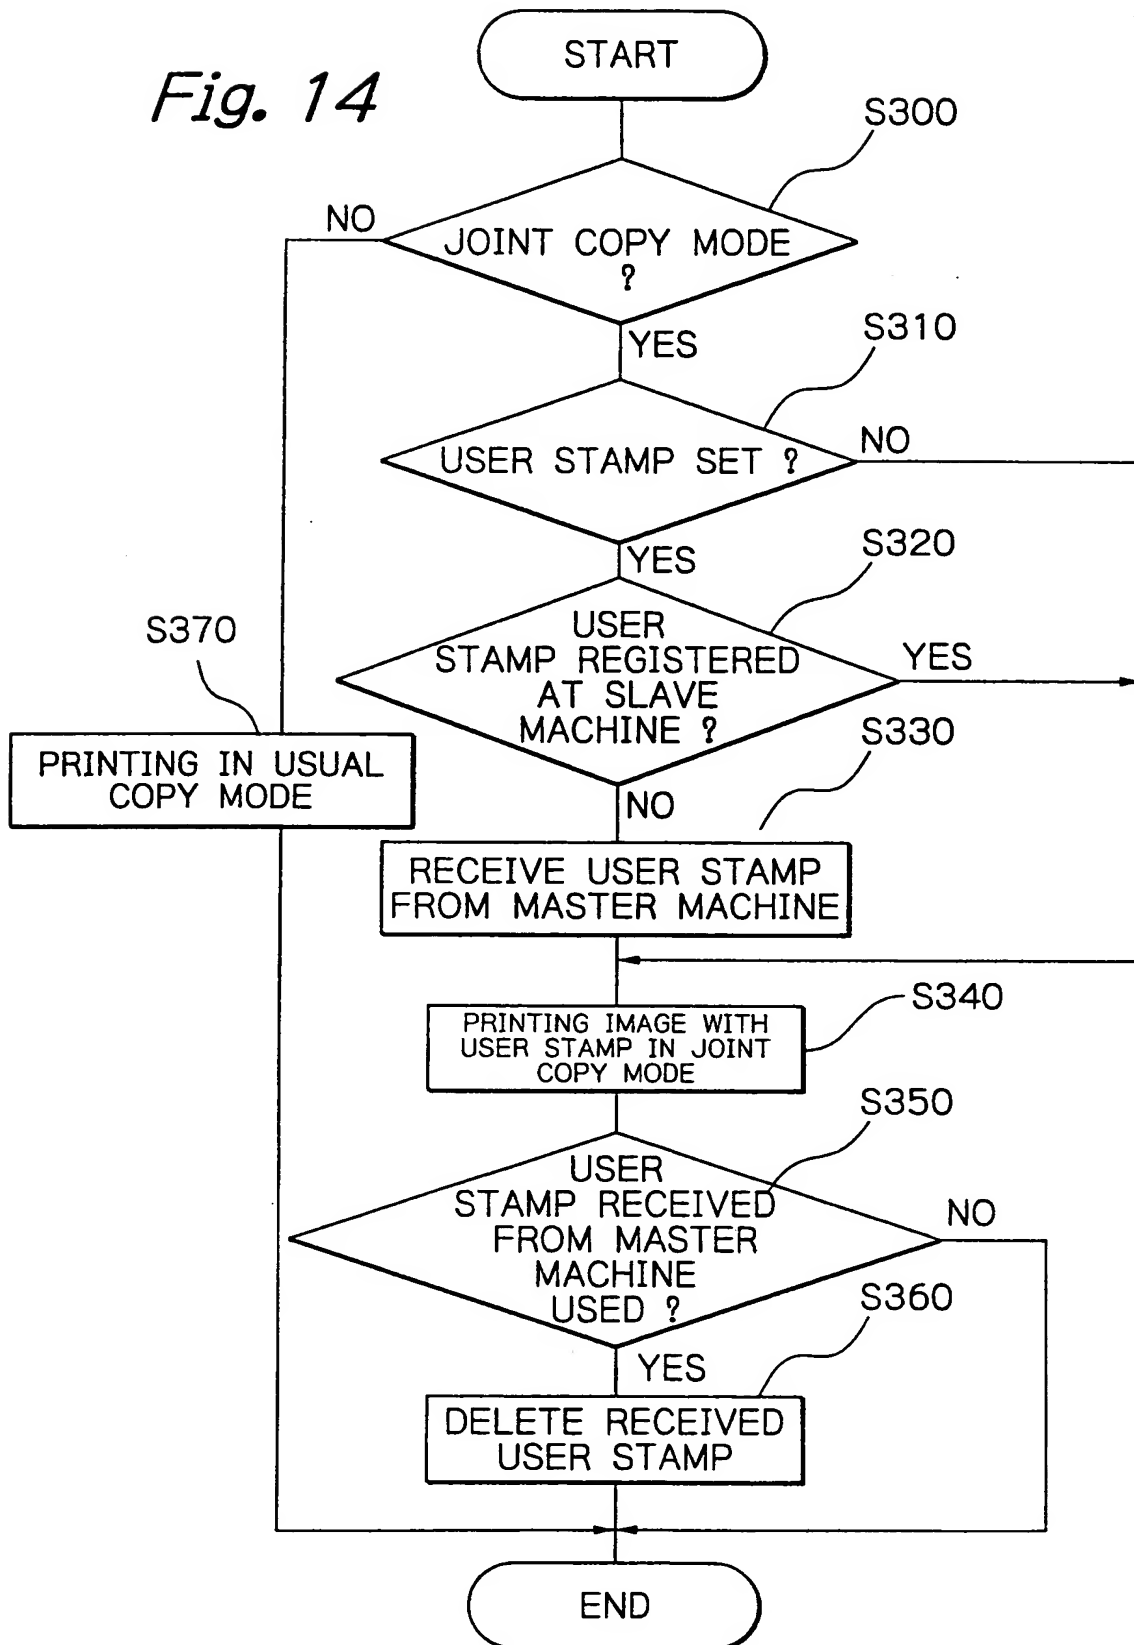 START
Fig. 14
S300
NO
JOINT COPY MODE
?
YES
S310
USER STAMP SET ?
NO
YES
S320
USER
STAMP REGISTERED
AT SLAVE
MACHINE ?
YES
S370
PRINTING IN USUAL
COPY MODE
S330
NO
RECEIVE USER STAMP
FROM MASTER MACHINE
S340
PRINTING IMAGE WITH
USER STAMP IN JOINT
COPY MODE
S350
USER
STAMP RECEIVED
FROM MASTER
MACHINE
USED ?
NO
S360
YES
DELETE RECEIVED
USER STAMP
END